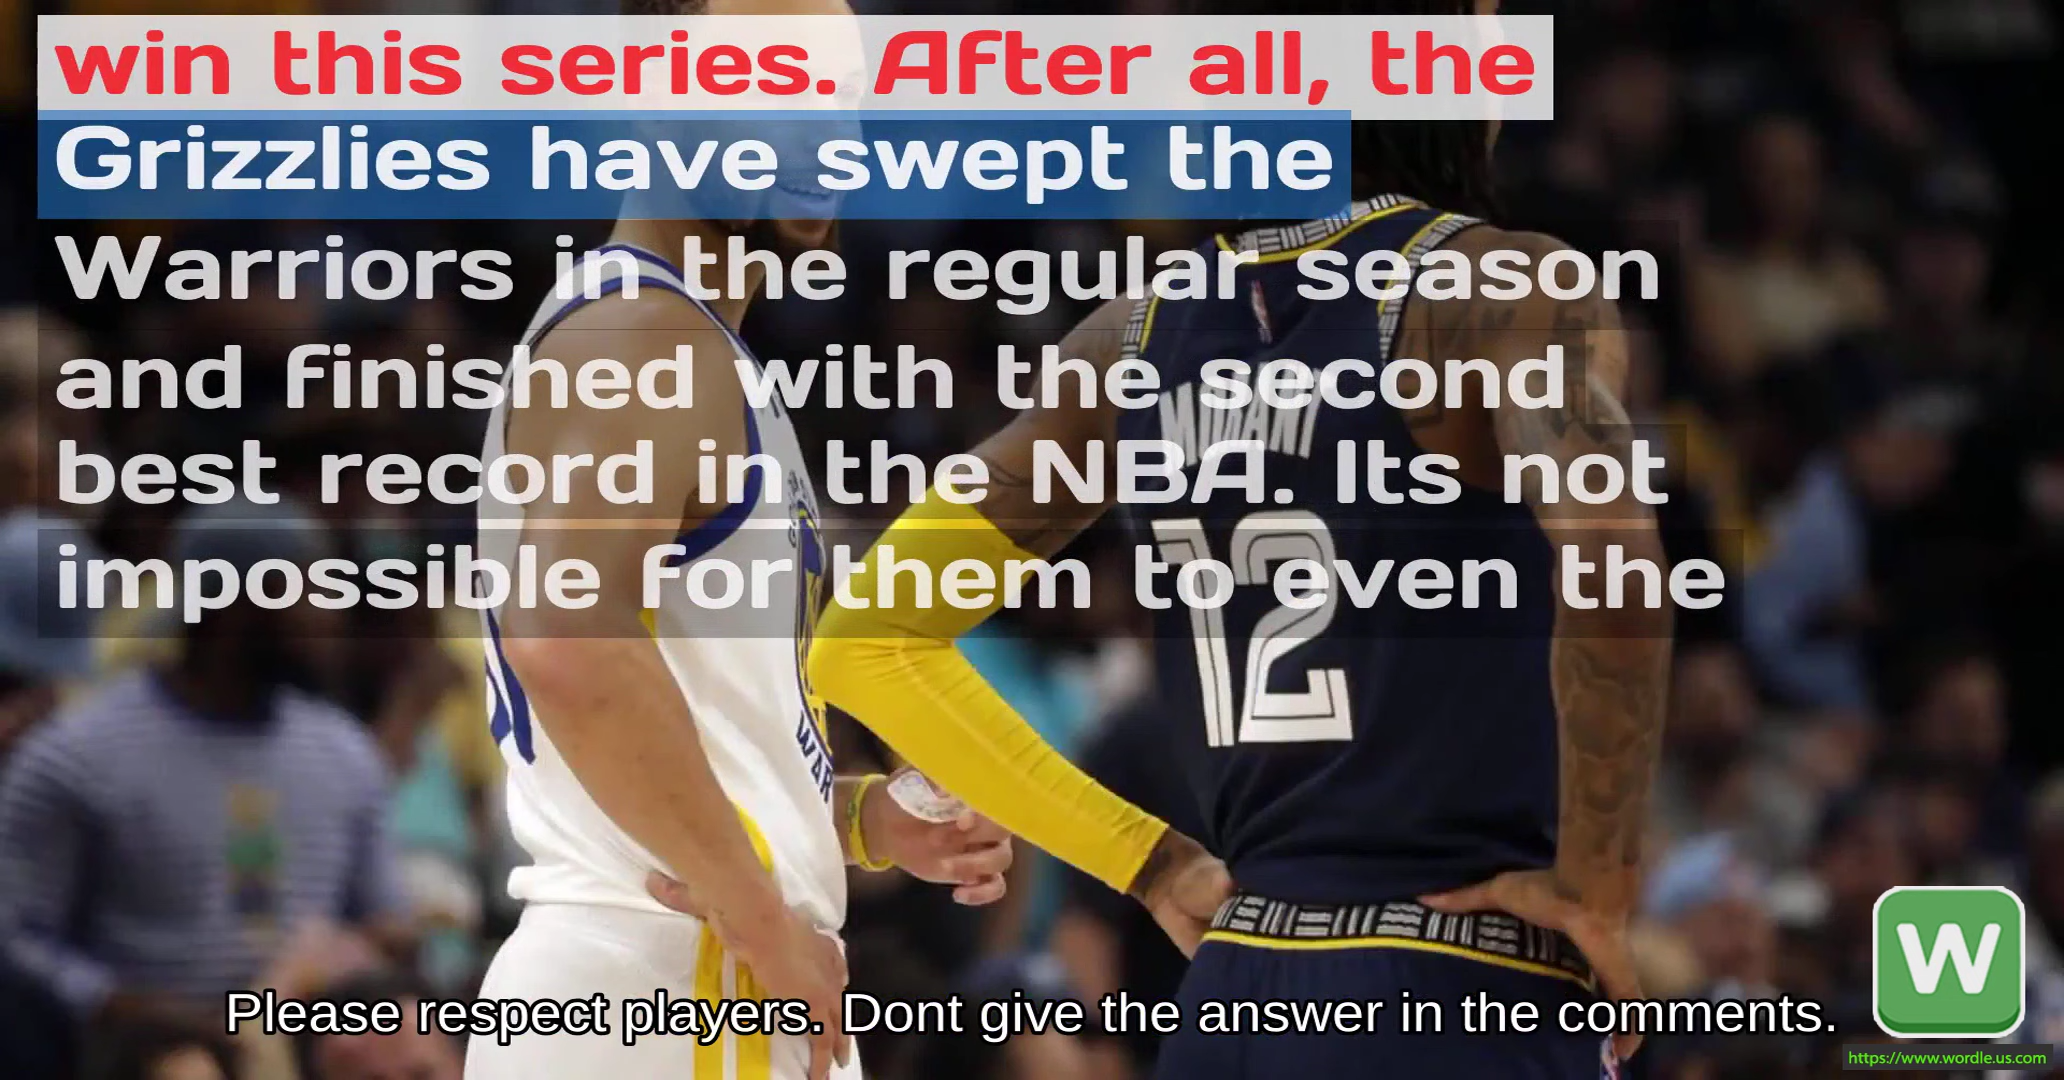 win this series. After all, the
Grizzlies have swept the
Warriors in the regular season
and finished with the second
best record in the NBA. Its not
impossible for them to even the
MORANT
12
WAR
Please respect players. Dont give the answer in the comments.
W
https://www.wordle.us.com